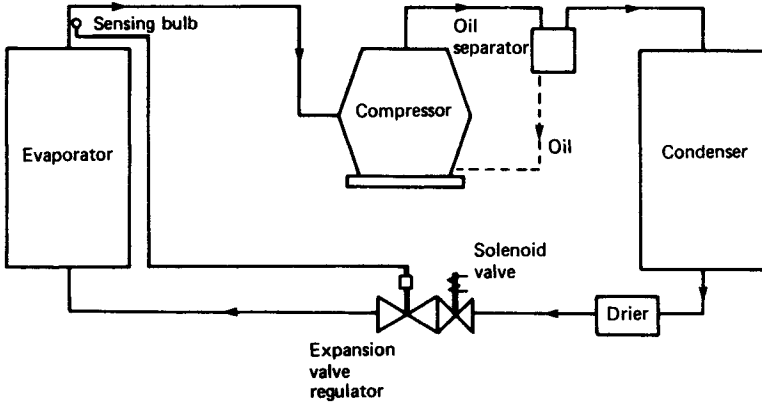 Sensing bulb
Oil
separator
Compressor
Evaporator
Condenser
Oil
Solenoid
valve
Drier
Expansion
valve
regulator